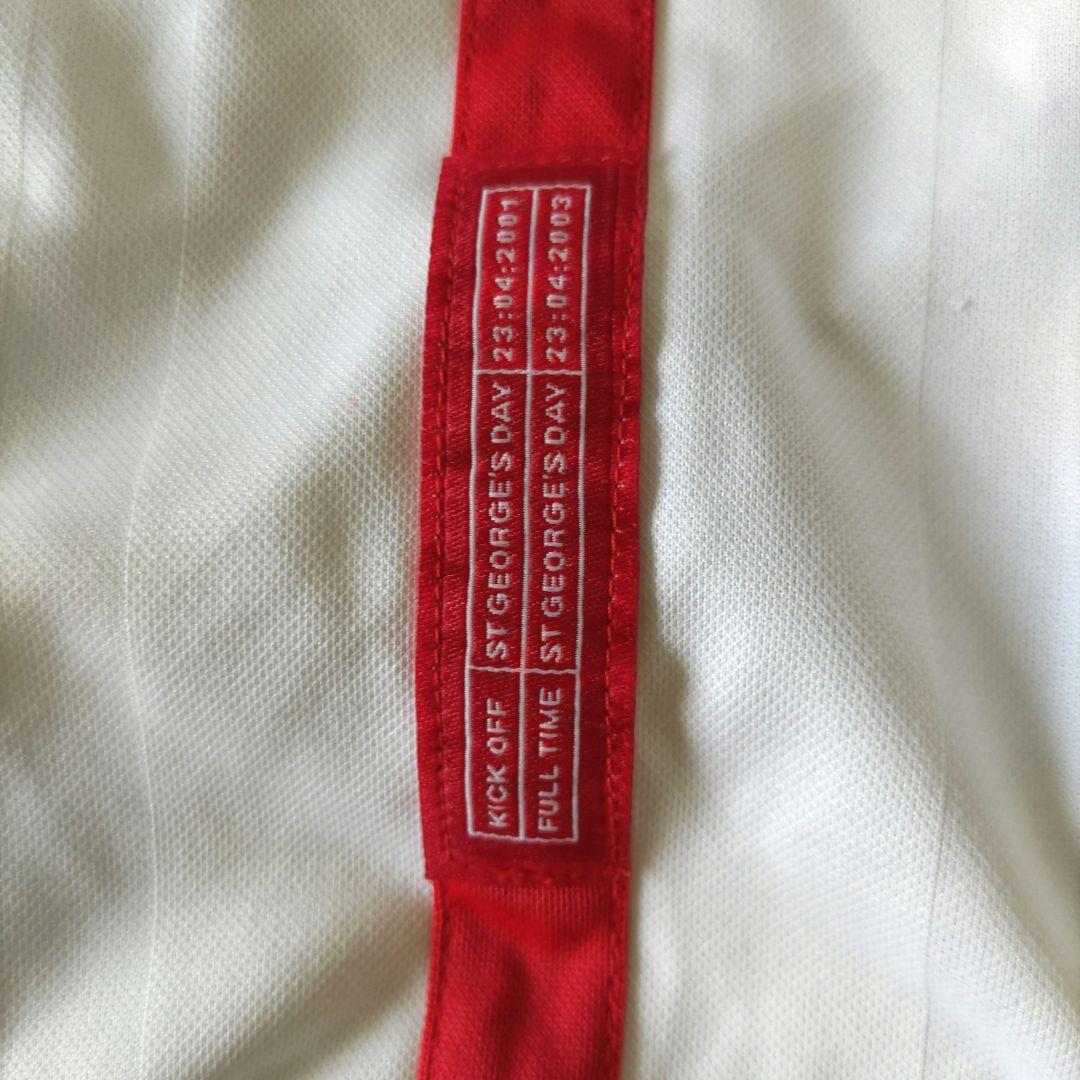 KICK OFF ST GEORGE'S DAY 23:04:2001
FULL TIME ST GEORGE'S DAY 23:04:2003